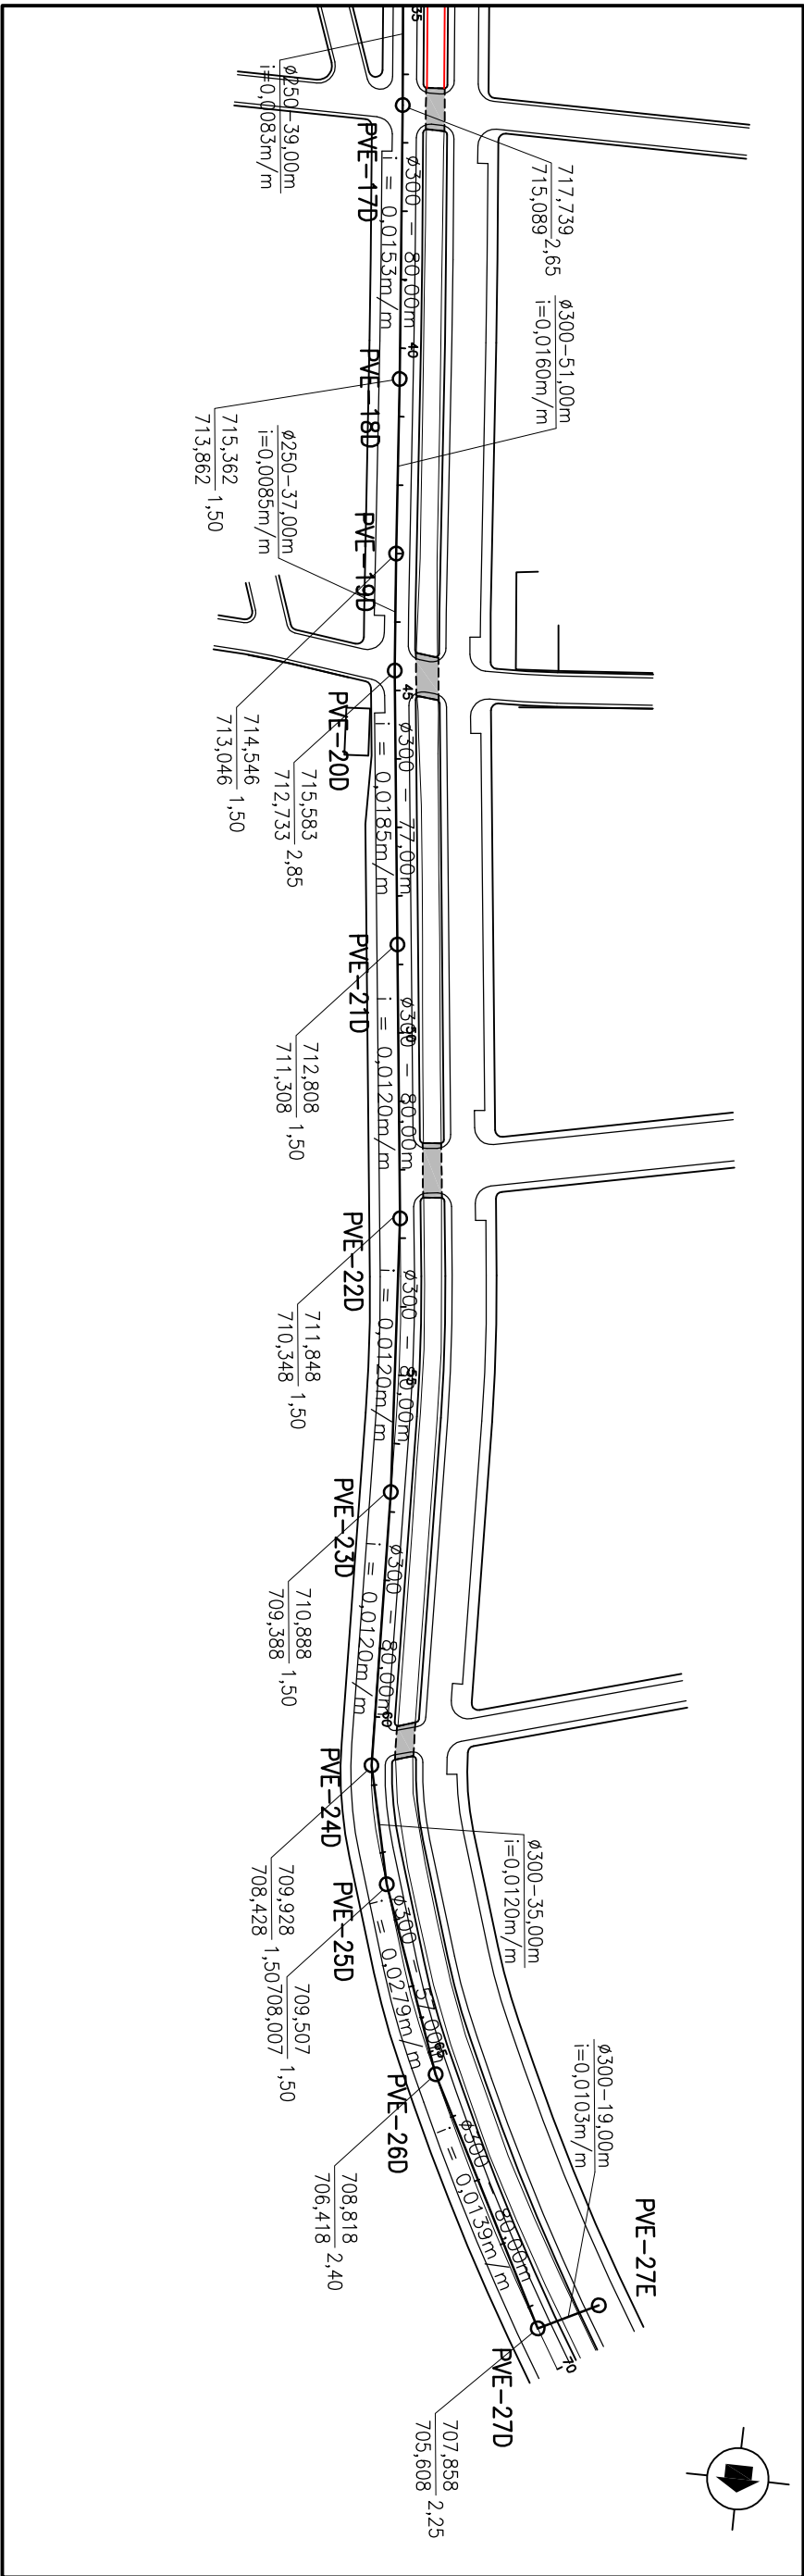 35
ø250-39,00m
i=0,0083m/m
PVE-17D
717,739
715,089
2,65
ø300 - 80,00m
i = 0,0153m/m
40
PVE-18D
715,362
713,862
1,50
ø300-51,00m
i=0,0160m/m
PVE-19D
714,546
713,046
1,50
ø250-37,00m
i=0,0085m/m
45
PVE-20D
715,583
712,733
2,85
ø300 - 77,00m
i = 0,0185m/m
PVE-21D
712,808
711,308
1,50
ø300 - 80,00m
i = 0,0120m/m
50
PVE-22D
711,848
710,348
1,50
ø300 - 80,00m
i = 0,0120m/m
55
PVE-23D
710,888
709,388
1,50
ø300 - 80,00m
i = 0,0120m/m
60
PVE-24D
709,928
708,428
1,50
ø300-35,00m
i=0,0120m/m
PVE-25D
709,507
708,007
1,50
ø300 - 57,00m
i = 0,0279m/m
65
PVE-26D
708,818
706,418
2,40
ø300 - 80,00m
i = 0,0139m/m
ø300-19,00m
i=0,0103m/m
PVE-27E
70
PVE-27D
707,858
705,608
2,25